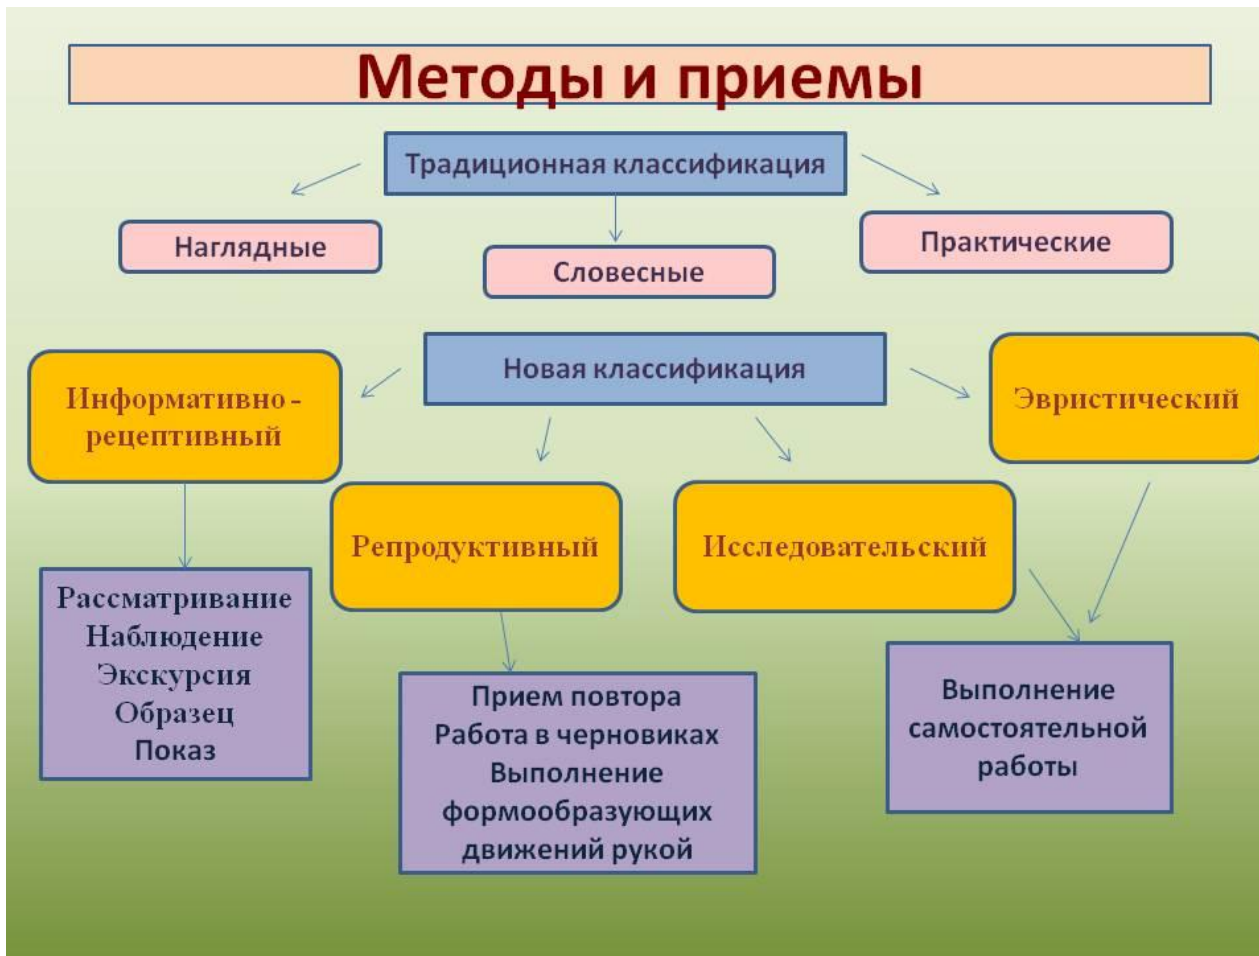 Методы и приемы
Традиционная классификация
Наглядные
Словесные
Практические
Новая классификация
Информативно -
рецептивный
Репродуктивный
Исследовательский
Эвристический
Рассматривание
Наблюдение
Экскурсия
Образец
Показ
Прием повтора
Работа в черновиках
Выполнение
формообразующих
движений рукой
Выполнение
самостоятельной
работы